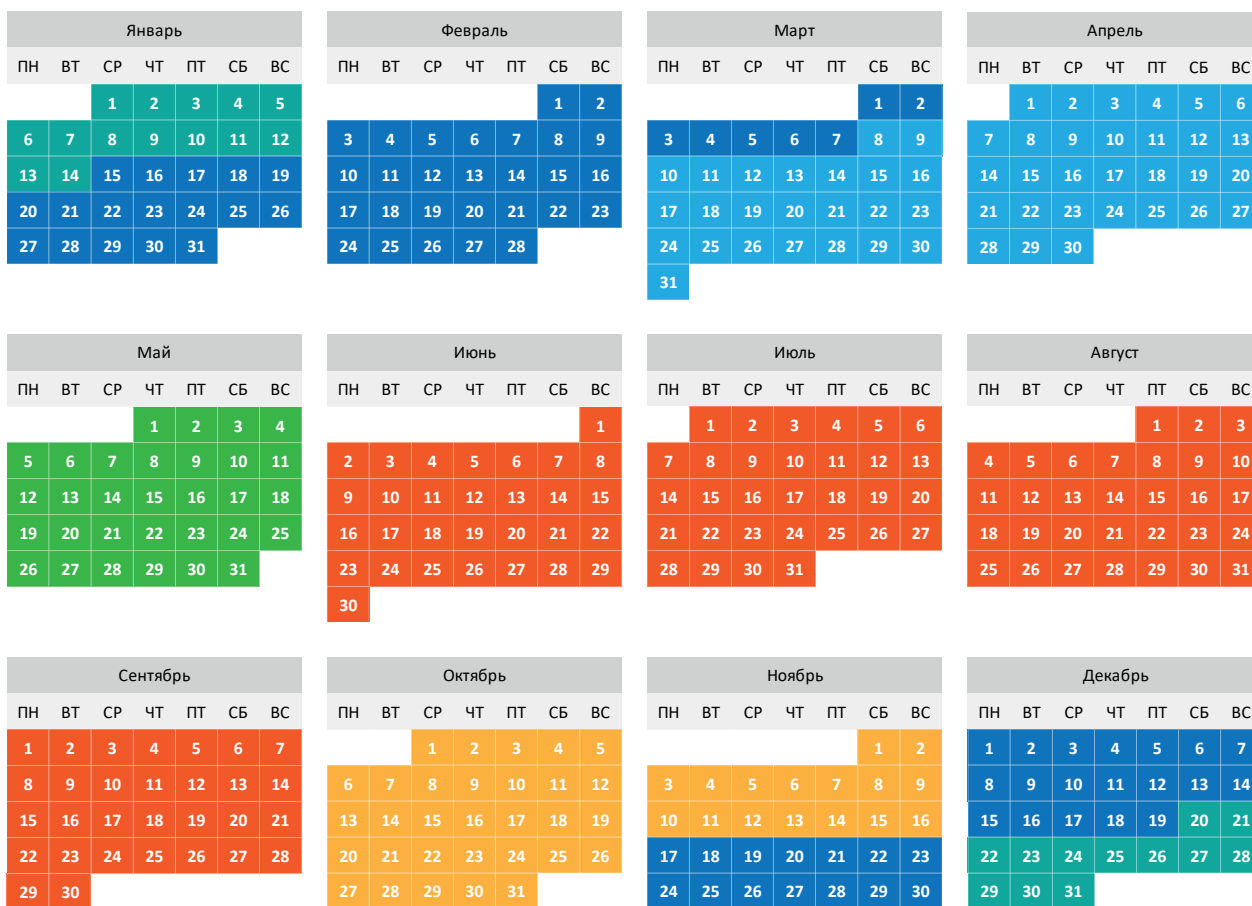 Январь
ПН ВТ СР ЧТ ПТ СБ ВС
1 2 3 4 5
6 7 8 9 10 11 12
13 14 15 16 17 18 19
20 21 22 23 24 25 26
27 28 29 30 31
Февраль
ПН ВТ СР ЧТ ПТ СБ ВС
1 2
3 4 5 6 7 8 9
10 11 12 13 14 15 16
17 18 19 20 21 22 23
24 25 26 27 28
Март
ПН ВТ СР ЧТ ПТ СБ ВС
1 2
3 4 5 6 7 8 9
10 11 12 13 14 15 16
17 18 19 20 21 22 23
24 25 26 27 28 29 30
31
Апрель
ПН ВТ СР ЧТ ПТ СБ ВС
1 2 3 4 5 6
7 8 9 10 11 12 13
14 15 16 17 18 19 20
21 22 23 24 25 26 27
28 29 30
Май
ПН ВТ СР ЧТ ПТ СБ ВС
1 2 3 4
5 6 7 8 9 10 11
12 13 14 15 16 17 18
19 20 21 22 23 24 25
26 27 28 29 30 31
Июнь
ПН ВТ СР ЧТ ПТ СБ ВС
1
2 3 4 5 6 7 8
9 10 11 12 13 14 15
16 17 18 19 20 21 22
23 24 25 26 27 28 29
30
Июль
ПН ВТ СР ЧТ ПТ СБ ВС
1 2 3 4 5 6
7 8 9 10 11 12 13
14 15 16 17 18 19 20
21 22 23 24 25 26 27
28 29 30 31
Август
ПН ВТ СР ЧТ ПТ СБ ВС
1 2 3
4 5 6 7 8 9 10
11 12 13 14 15 16 17
18 19 20 21 22 23 24
25 26 27 28 29 30 31
Сентябрь
ПН ВТ СР ЧТ ПТ СБ ВС
1 2 3 4 5 6 7
8 9 10 11 12 13 14
15 16 17 18 19 20 21
22 23 24 25 26 27 28
29 30
Октябрь
ПН ВТ СР ЧТ ПТ СБ ВС
1 2 3 4 5
6 7 8 9 10 11 12
13 14 15 16 17 18 19
20 21 22 23 24 25 26
27 28 29 30 31
Ноябрь
ПН ВТ СР ЧТ ПТ СБ ВС
1 2
3 4 5 6 7 8 9
10 11 12 13 14 15 16
17 18 19 20 21 22 23
24 25 26 27 28 29 30
Декабрь
ПН ВТ СР ЧТ ПТ СБ ВС
1 2 3 4 5 6 7
8 9 10 11 12 13 14
15 16 17 18 19 20 21
22 23 24 25 26 27 28
29 30 31